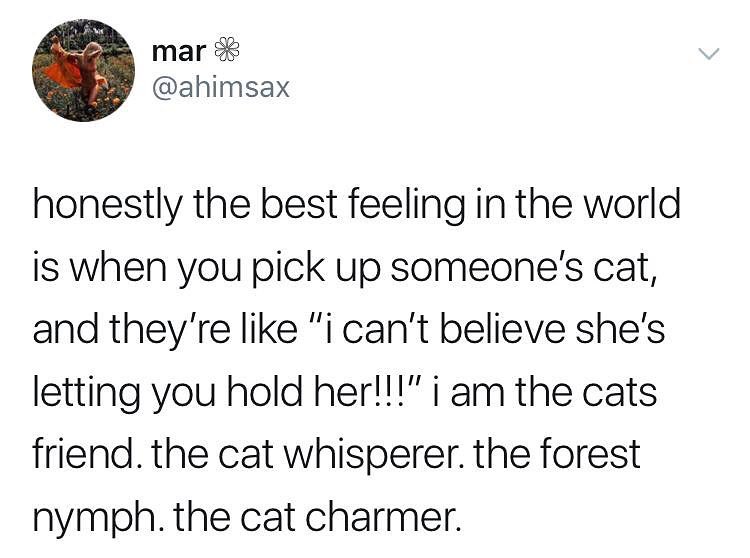 mar
@ahimsax
honestly the best feeling in the world
is when you pick up someone’s cat,
and they’re like “i can’t believe she’s
letting you hold her!!!” i am the cats
friend. the cat whisperer. the forest
nymph. the cat charmer.